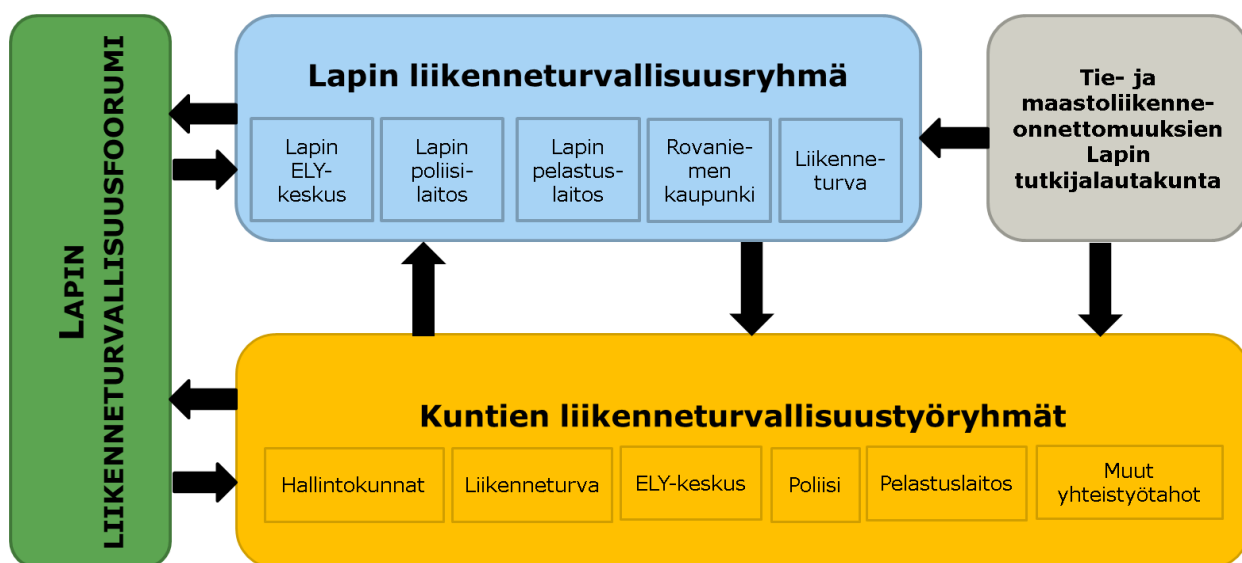 LAPIN
LIIKENNETURVALLISUUSFOORUMI
Lapin liikenneturvallisuusryhmä
Lapin
ELY-
keskus
Lapin
poliisi-
laitos
Lapin
pelastus-
laitos
Rovanie-
men
kaupunki
Liikenne-
turva
Tie- ja
maastoliikenne-
onnettomuuksien
Lapin
tutkijalautakunta
Kuntien liikenneturvallisuustyöryhmät
Hallintokunnat
Liikenneturva
ELY-keskus
Poliisi
Pelastuslaitos
Muut
yhteistyötahot